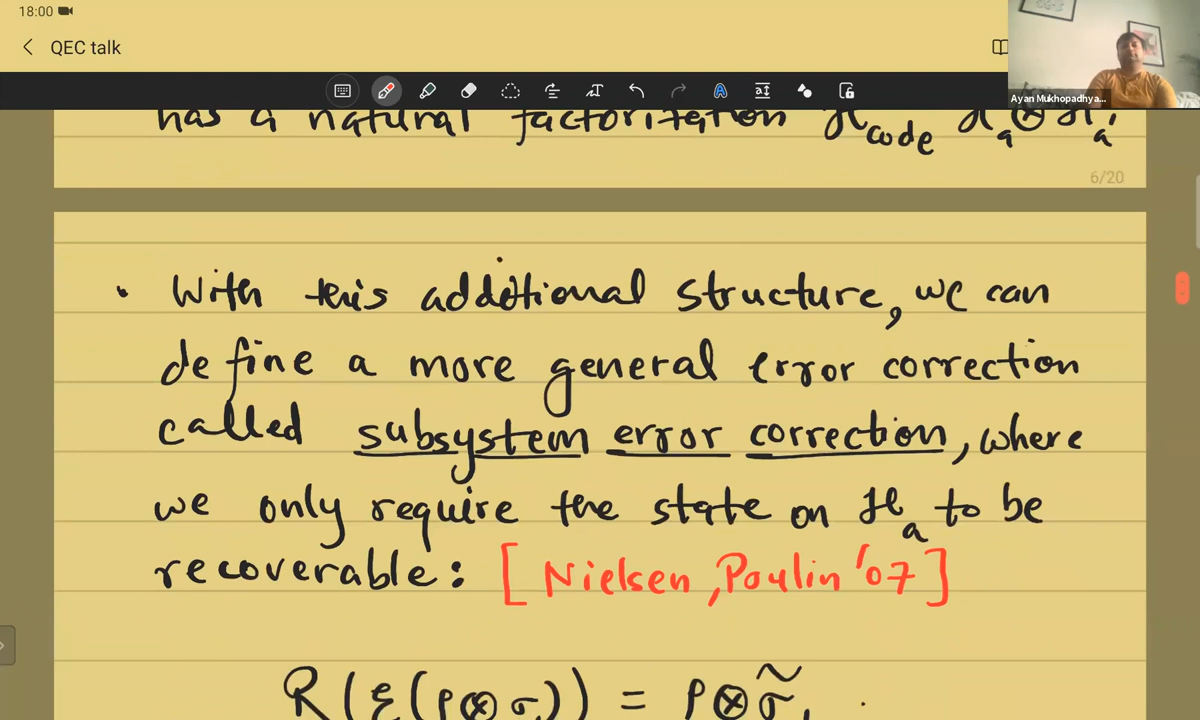 18:00
QEC talk
Ayan Mukhopadhya...
has a natural factorization ℋcode ℋa⊗ℋ
6/20
• With this additional structure, we can
define a more general error correction
called subsystem error correction, where
we only require the state on ℋa to be
recoverable: [Nielsen, Poulin '07]
R(ε(ρ⊗σ)) = ρ⊗σ̃,